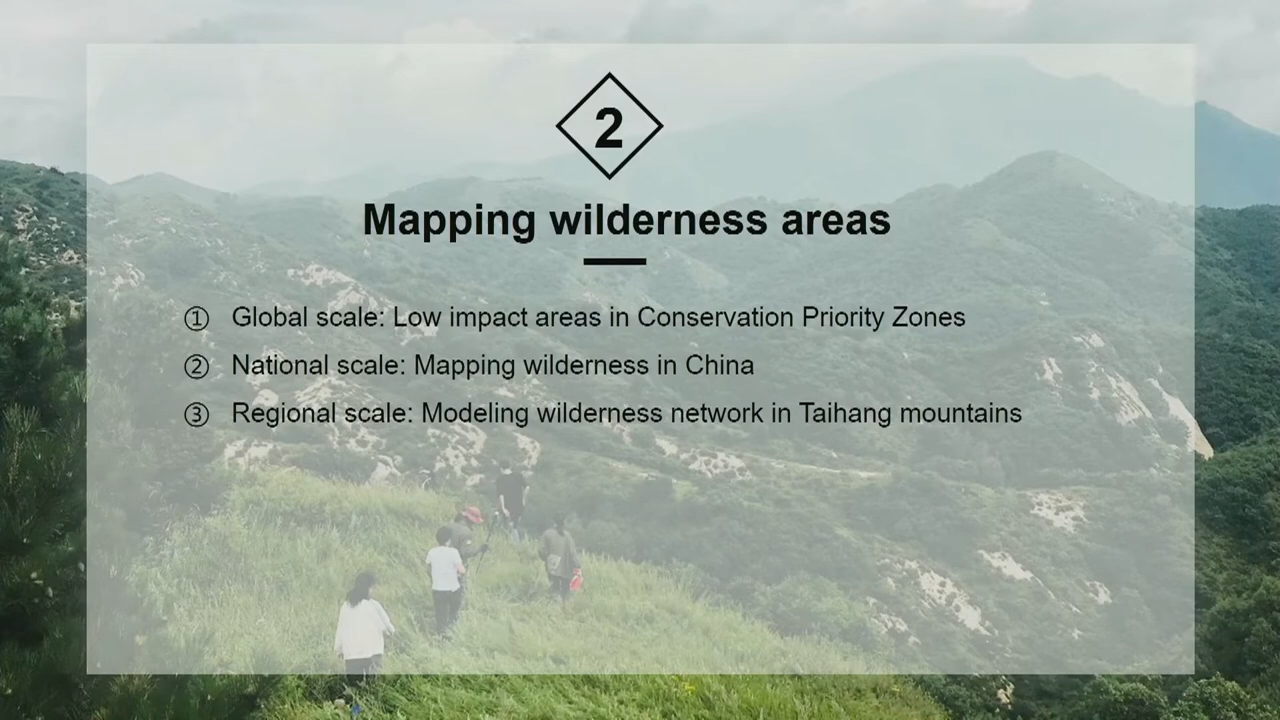 2
Mapping wilderness areas
① Global scale: Low impact areas in Conservation Priority Zones
② National scale: Mapping wilderness in China
③ Regional scale: Modeling wilderness network in Taihang mountains